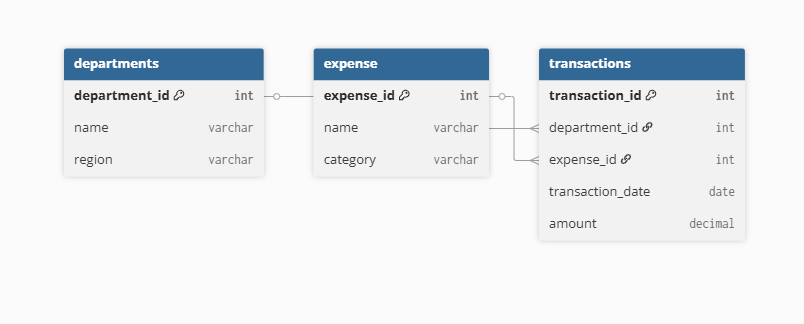 departments
department_id int
name varchar
region varchar
expense
expense_id int
name varchar
category varchar
transactions
transaction_id int
department_id int
expense_id int
transaction_date date
amount decimal